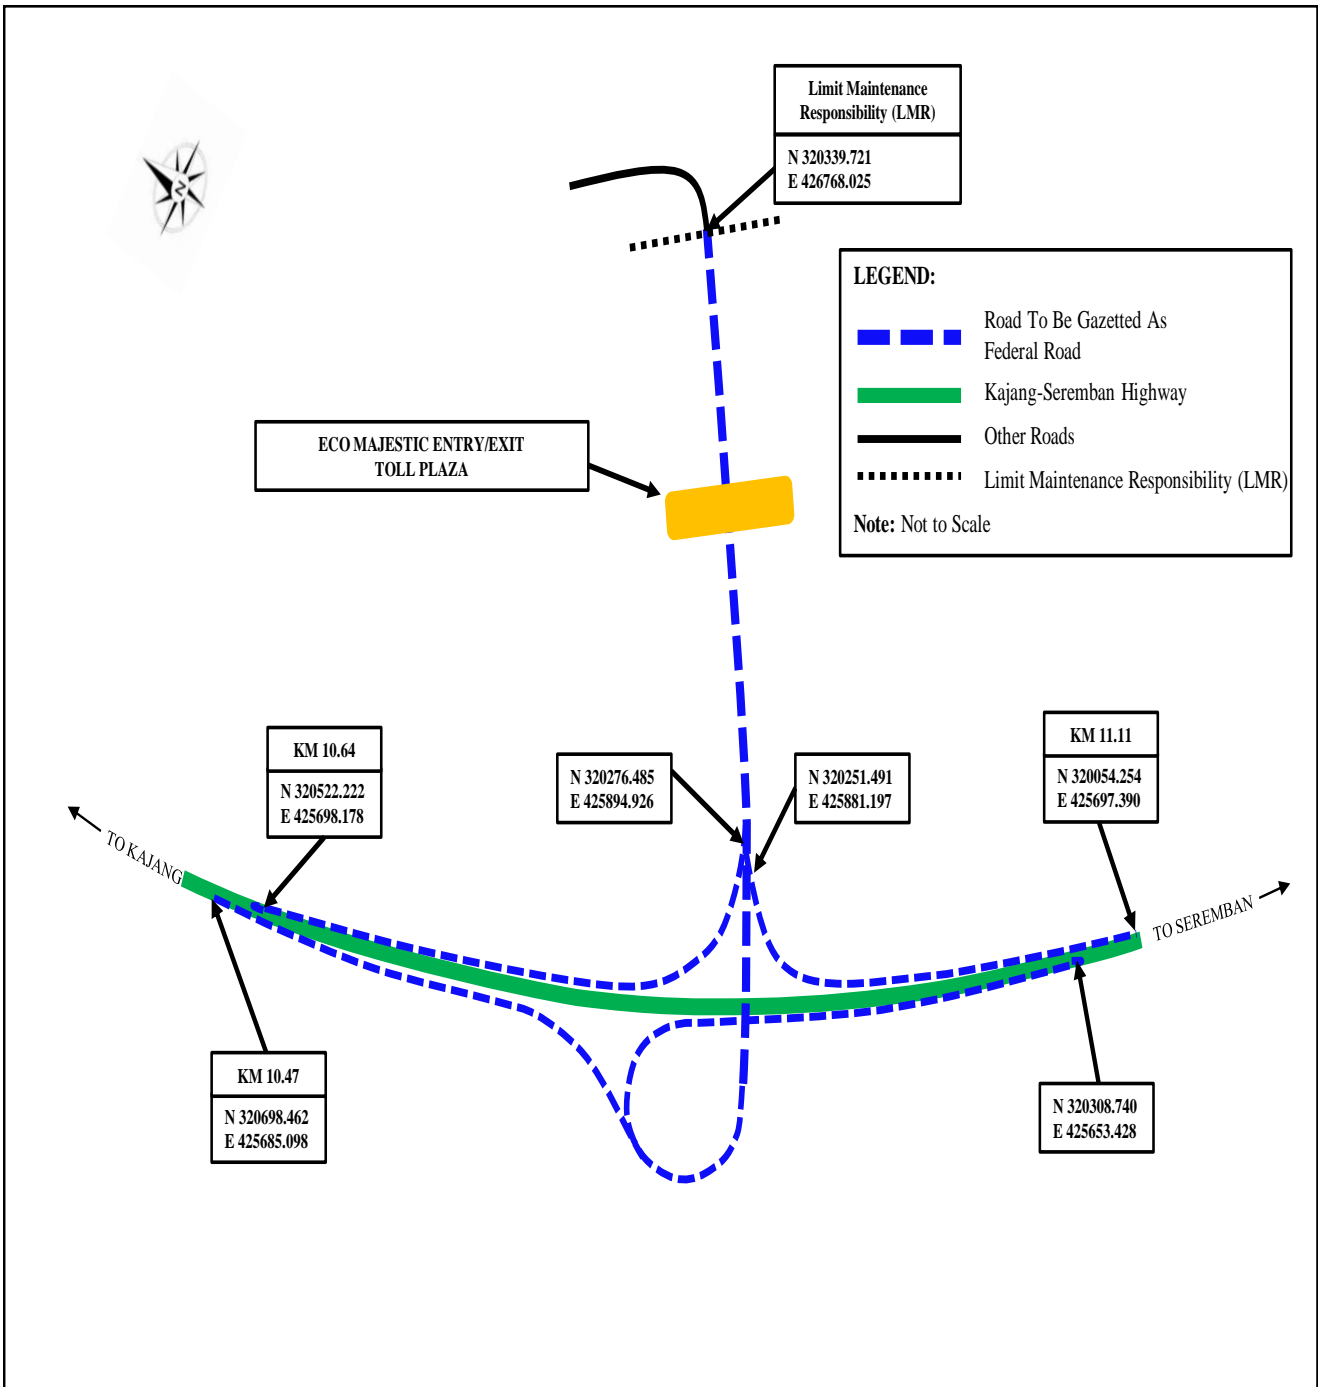 Limit Maintenance
Responsibility (LMR)
N 320339.721
E 426768.025
N
LEGEND:
Road To Be Gazetted As
Federal Road
Kajang-Seremban Highway
Other Roads
Limit Maintenance Responsibility (LMR)
Note: Not to Scale
ECO MAJESTIC ENTRY/EXIT
TOLL PLAZA
KM 10.64
N 320522.222
E 425698.178
N 320276.485
E 425894.926
N 320251.491
E 425881.197
KM 11.11
N 320054.254
E 425697.390
TO KAJANG
TO SEREMBAN
KM 10.47
N 320698.462
E 425685.098
N 320308.740
E 425653.428